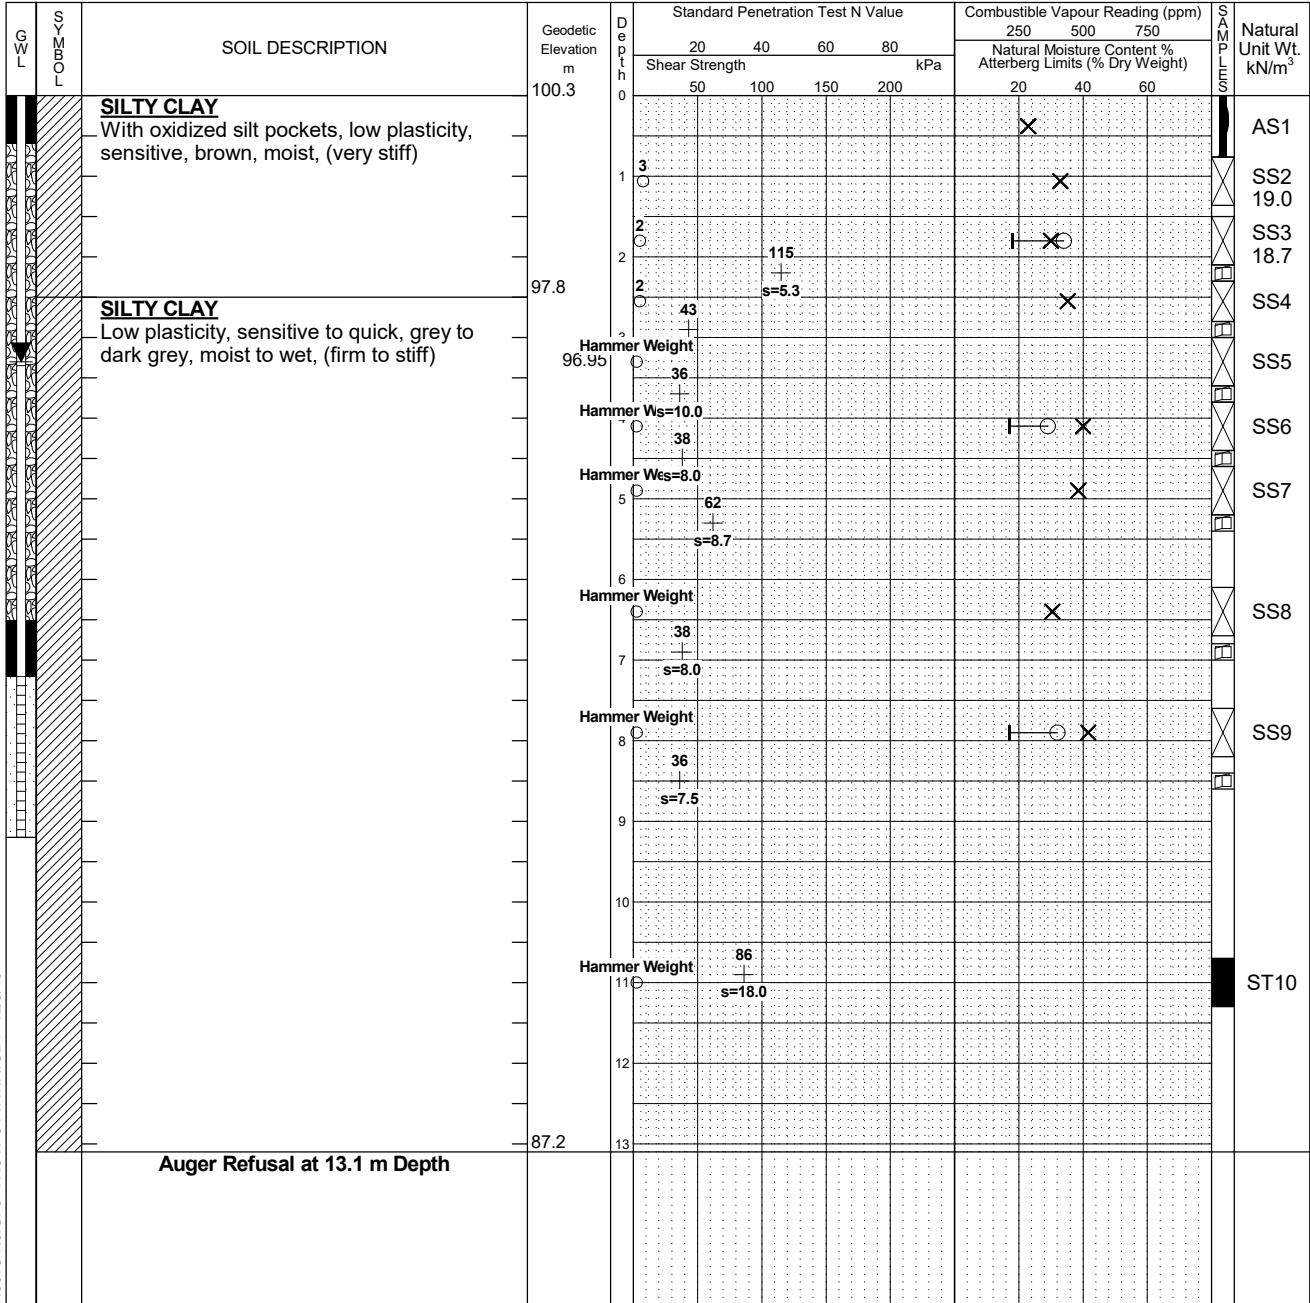 GWL
SYMBOL
SOIL DESCRIPTION
Geodetic
Elevation
m
Depth
Standard Penetration Test N Value
20 40 60 80
Shear Strength kPa
50 100 150 200
Combustible Vapour Reading (ppm)
250 500 750
Natural Moisture Content %
Atterberg Limits (% Dry Weight)
20 40 60
SAMPLES
Natural
Unit Wt.
kN/m³
100.3
0
SILTY CLAY
With oxidized silt pockets, low plasticity,
sensitive, brown, moist, (very stiff)
AS1
3
1
SS2
19.0
2
SS3
115
2
18.7
s=5.3
97.8
2
SS4
SILTY CLAY
Low plasticity, sensitive to quick, grey to
dark grey, moist to wet, (firm to stiff)
43
3
Hammer Weight
96.95
SS5
36
Hammer W
s=10.0
4
SS6
38
Hammer We
s=8.0
5
SS7
62
s=8.7
6
Hammer Weight
SS8
38
7
s=8.0
Hammer Weight
8
SS9
36
s=7.5
9
10
86
Hammer Weight
11
s=18.0
ST10
12
87.2
13
Auger Refusal at 13.1 m Depth